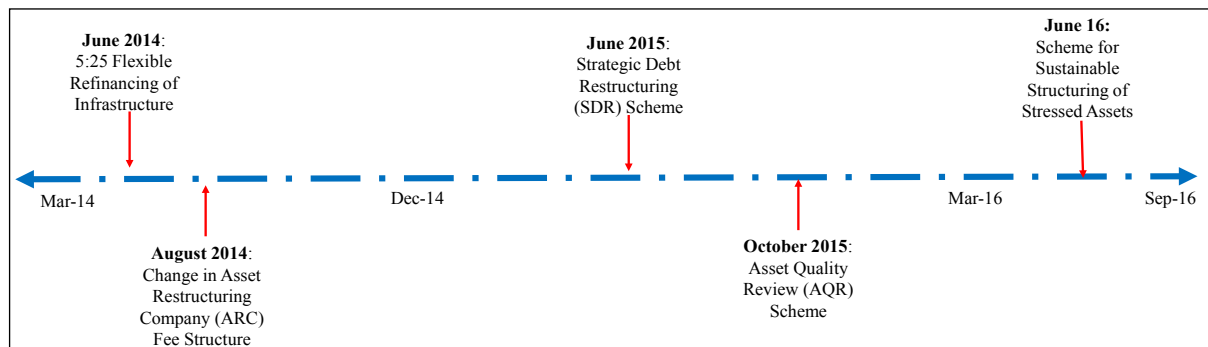 June 2014:
5:25 Flexible
Refinancing of
Infrastructure
June 2015:
Strategic Debt
Restructuring
(SDR) Scheme
June 16:
Scheme for
Sustainable
Structuring of
Stressed Assets
Mar-14
Dec-14
Mar-16
Sep-16
August 2014:
Change in Asset
Restructuring
Company (ARC)
Fee Structure
October 2015:
Asset Quality
Review (AQR)
Scheme